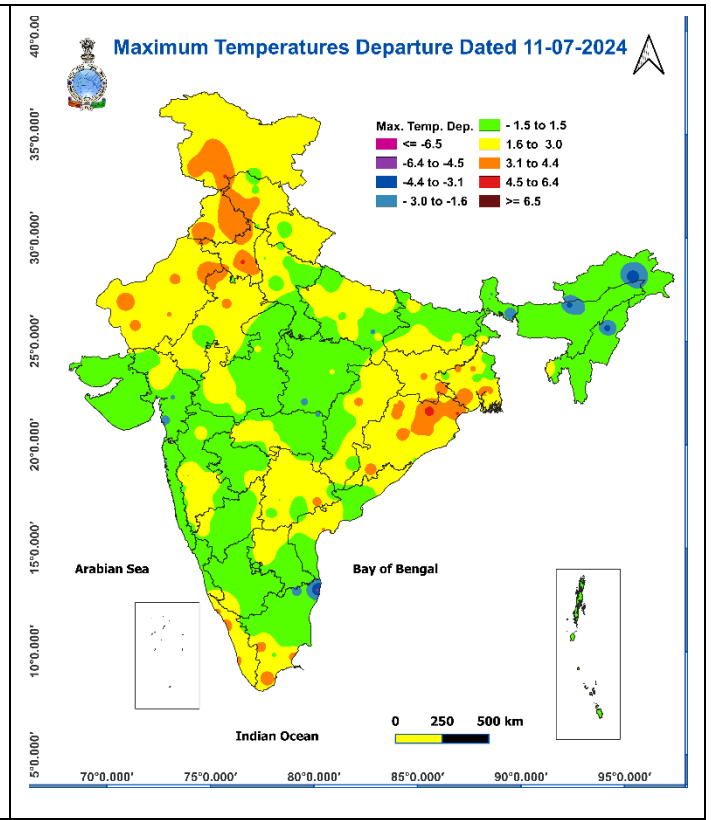 Maximum Temperatures Departure Dated 11-07-2024
Max. Temp. Dep.
<= -6.5
-6.4 to -4.5
-4.4 to -3.1
- 3.0 to -1.6
- 1.5 to 1.5
1.6 to 3.0
3.1 to 4.4
4.5 to 6.4
>= 6.5
40°0.00
35°0.000'
30°0.000'
25°0.000'
20°0.000'
15°0.000'
10°0.000'
5°0.000'
Arabian Sea
Bay of Bengal
Indian Ocean
0 250 500 km
70°0.000' 75°0.000' 80°0.000' 85°0.000' 90°0.000' 95°0.000'